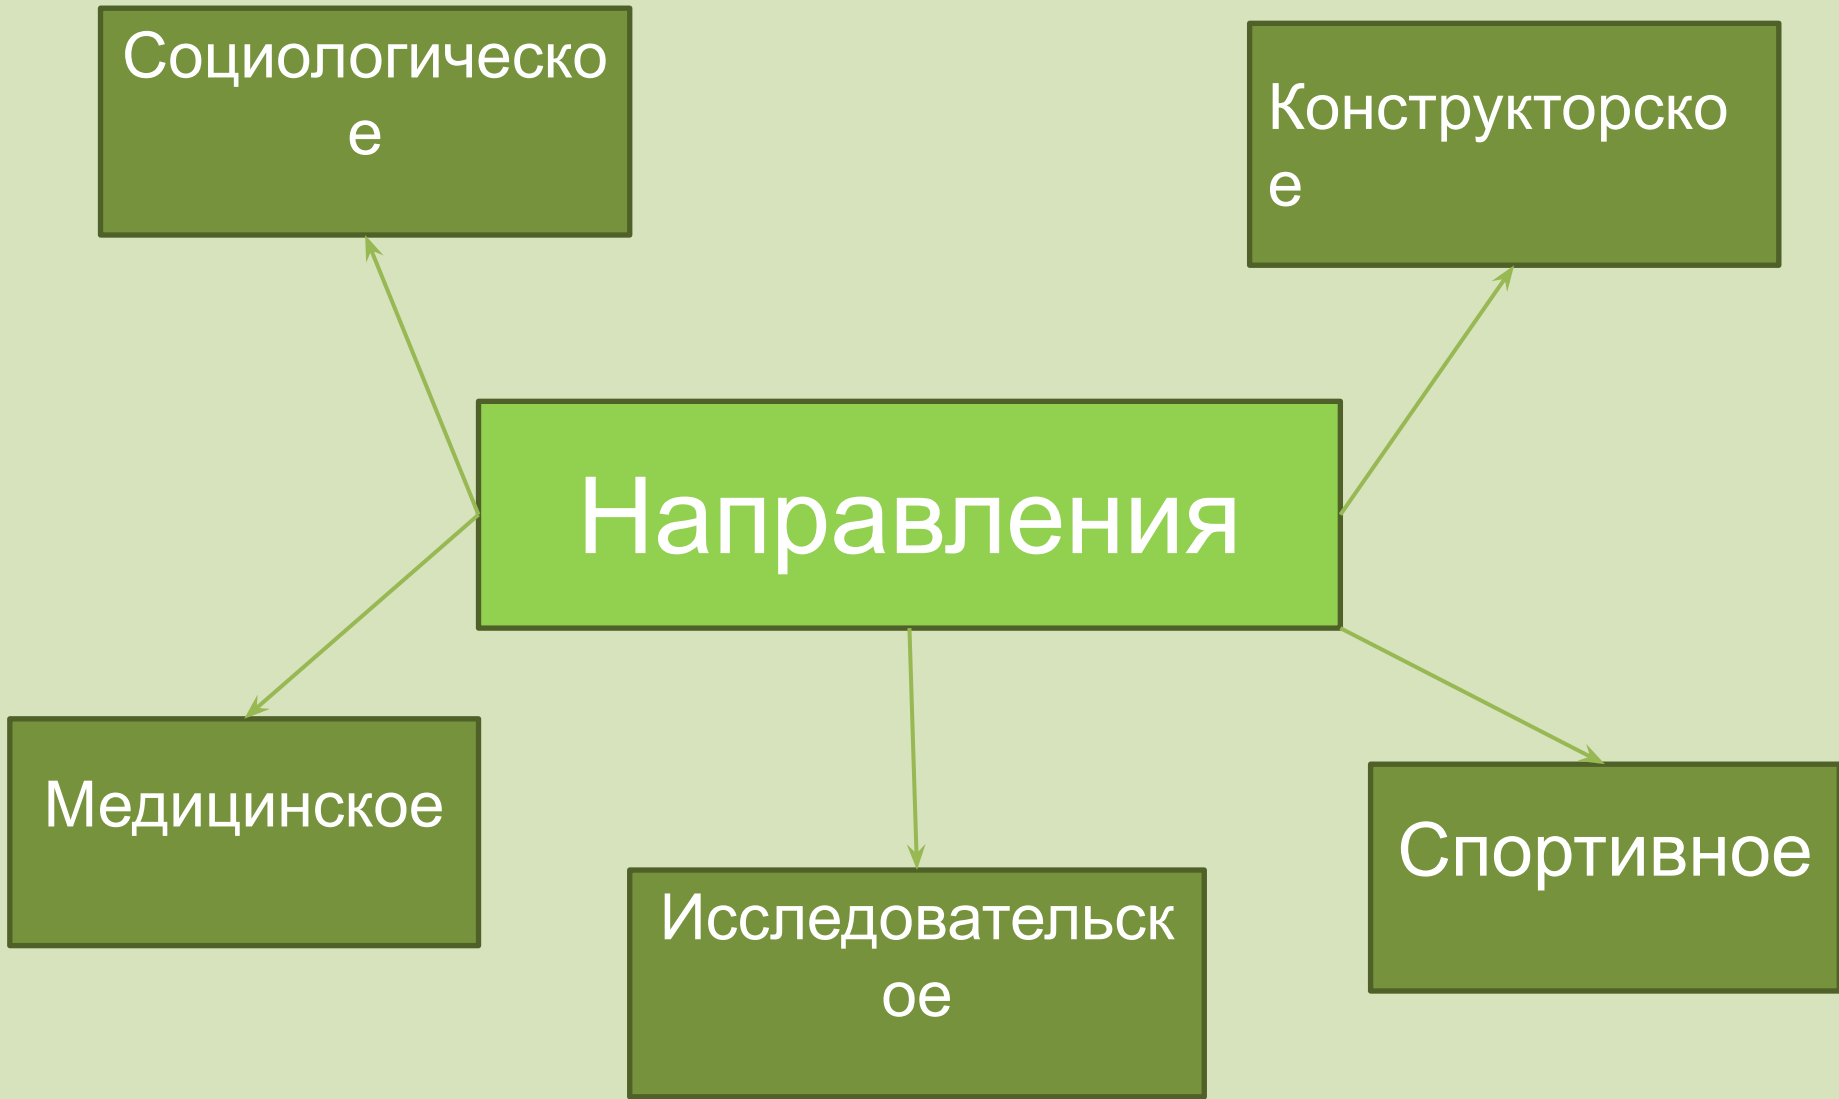 Социологическо
е
Конструкторско
е
Направления
Медицинское
Исследовательск
ое
Спортивное